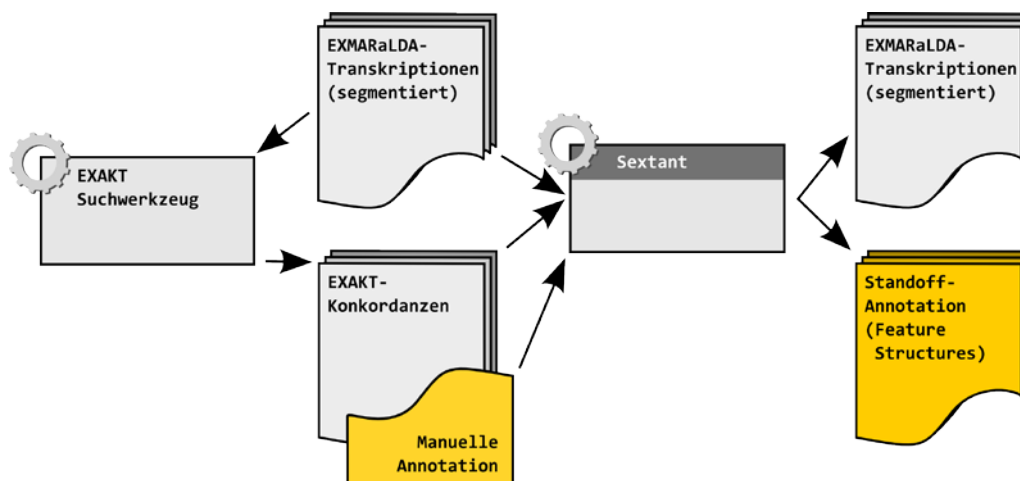 EXMARaLDA-
Transkriptionen
(segmentiert)
EXAKT
Suchwerkzeug
EXAKT-
Konkordanzen
Manuelle
Annotation
Sextant
EXMARaLDA-
Transkriptionen
(segmentiert)
Standoff-
Annotation
(Feature
Structures)